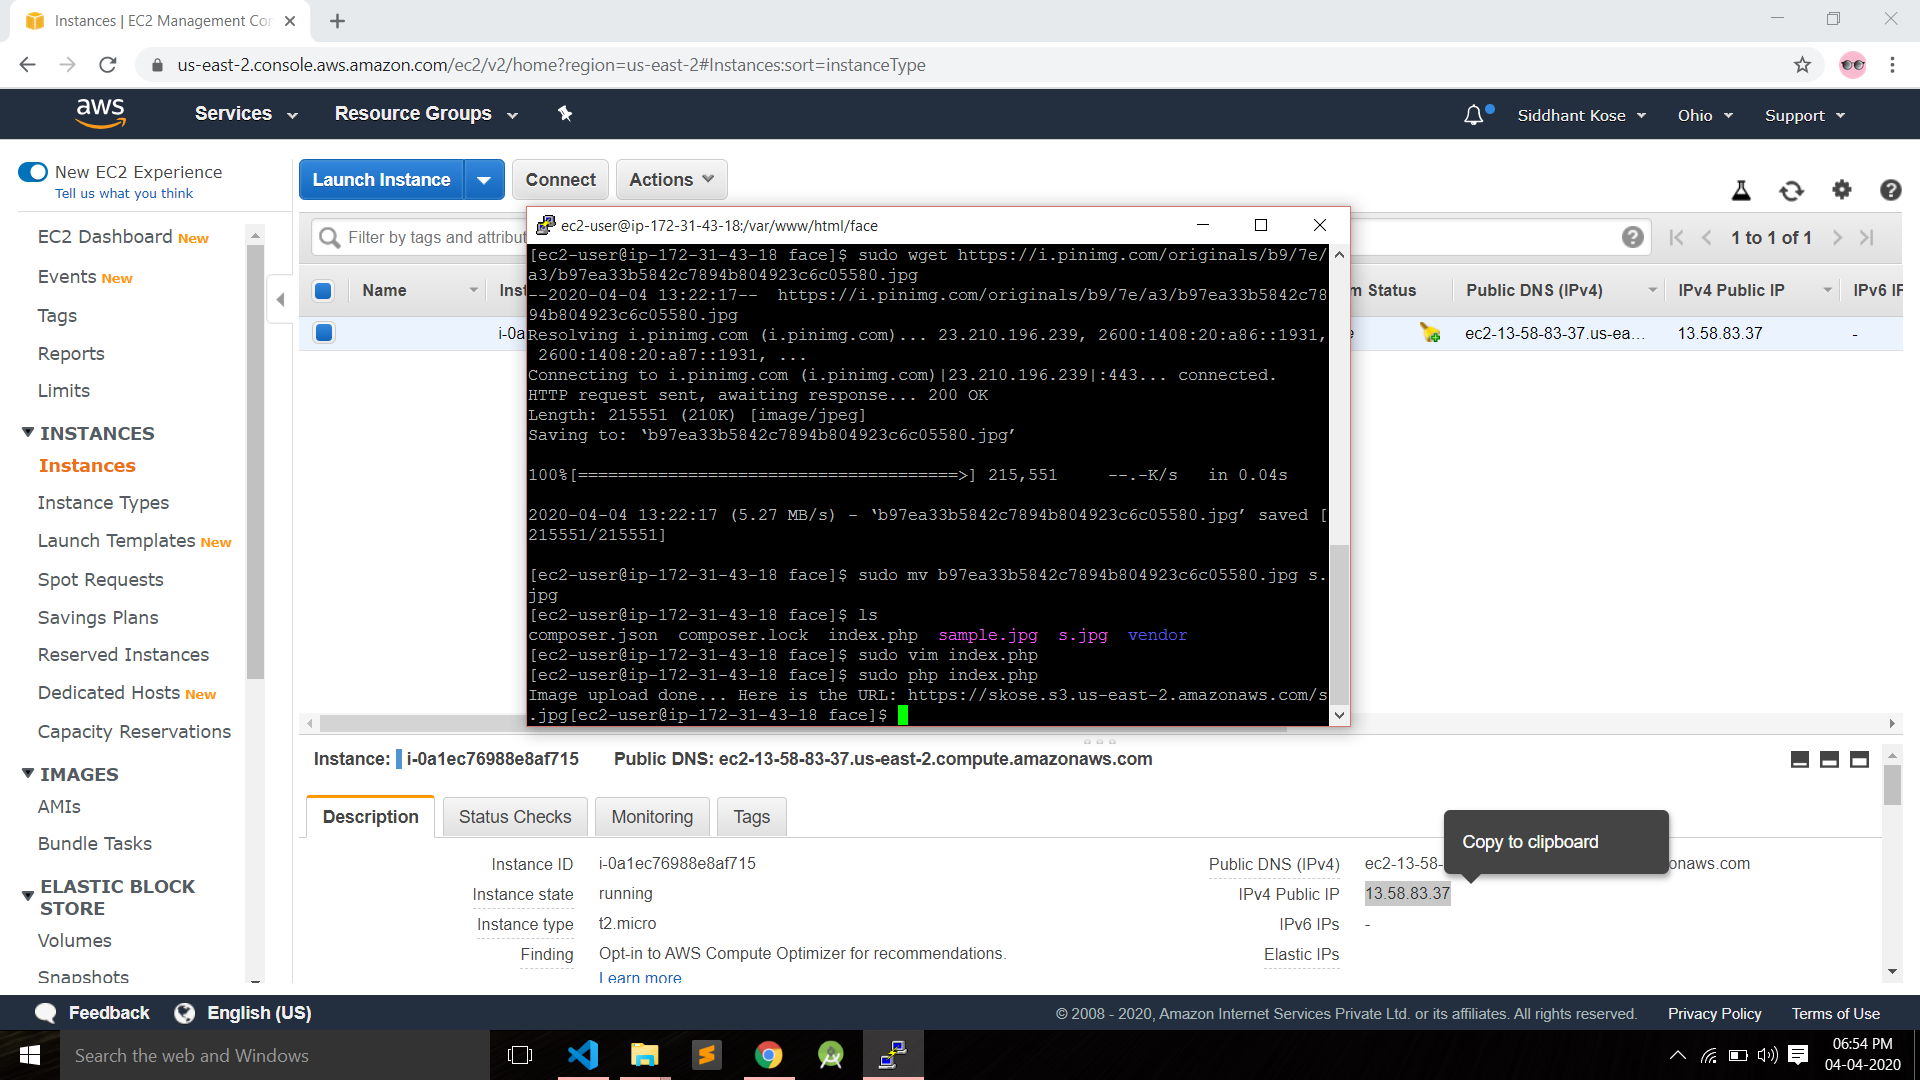 Instances | EC2 Management Con
us-east-2.console.aws.amazon.com/ec2/v2/home?region=us-east-2#Instances:sort=instanceType
aws
Services
Resource Groups
Siddhant Kose
Ohio
Support
New EC2 Experience
Tell us what you think
EC2 Dashboard New
Events New
Tags
Reports
Limits
INSTANCES
Instances
Instance Types
Launch Templates New
Spot Requests
Savings Plans
Reserved Instances
Dedicated Hosts New
Capacity Reservations
IMAGES
AMIs
Bundle Tasks
ELASTIC BLOCK
STORE
Volumes
Snapshots
Launch Instance
Connect
Actions
Filter by tags and attribut
1 to 1 of 1
Name
Inst
m Status
Public DNS (IPv4)
IPv4 Public IP
IPv6 IP
i-0a
e
ec2-13-58-83-37.us-ea...
13.58.83.37
-
ec2-user@ip-172-31-43-18:/var/www/html/face
[ec2-user@ip-172-31-43-18 face]$ sudo wget https://i.pinimg.com/originals/b9/7e/
a3/b97ea33b5842c7894b804923c6c05580.jpg
--2020-04-04 13:22:17--  https://i.pinimg.com/originals/b9/7e/a3/b97ea33b5842c78
94b804923c6c05580.jpg
Resolving i.pinimg.com (i.pinimg.com)... 23.210.196.239, 2600:1408:20:a86::1931,
2600:1408:20:a87::1931, ...
Connecting to i.pinimg.com (i.pinimg.com)|23.210.196.239|:443... connected.
HTTP request sent, awaiting response... 200 OK
Length: 215551 (210K) [image/jpeg]
Saving to: ‘b97ea33b5842c7894b804923c6c05580.jpg’
100%[======================================>] 215,551     --.-K/s   in 0.04s
2020-04-04 13:22:17 (5.27 MB/s) - ‘b97ea33b5842c7894b804923c6c05580.jpg’ saved [
215551/215551]
[ec2-user@ip-172-31-43-18 face]$ sudo mv b97ea33b5842c7894b804923c6c05580.jpg s.
jpg
[ec2-user@ip-172-31-43-18 face]$ ls
composer.json  composer.lock  index.php  sample.jpg  s.jpg  vendor
[ec2-user@ip-172-31-43-18 face]$ sudo vim index.php
[ec2-user@ip-172-31-43-18 face]$ sudo php index.php
Image upload done... Here is the URL: https://skose.s3.us-east-2.amazonaws.com/s
.jpg[ec2-user@ip-172-31-43-18 face]$
Instance: i-0a1ec76988e8af715
Public DNS: ec2-13-58-83-37.us-east-2.compute.amazonaws.com
Description
Status Checks
Monitoring
Tags
Copy to clipboard
Instance ID
i-0a1ec76988e8af715
Public DNS (IPv4)
ec2-13-58-
onaws.com
Instance state
running
IPv4 Public IP
13.58.83.37
Instance type
t2.micro
IPv6 IPs
-
Finding
Opt-in to AWS Compute Optimizer for recommendations.
Elastic IPs
Learn more
Feedback
English (US)
© 2008 - 2020, Amazon Internet Services Private Ltd. or its affiliates. All rights reserved.
Privacy Policy
Terms of Use
Search the web and Windows
06:54 PM
04-04-2020